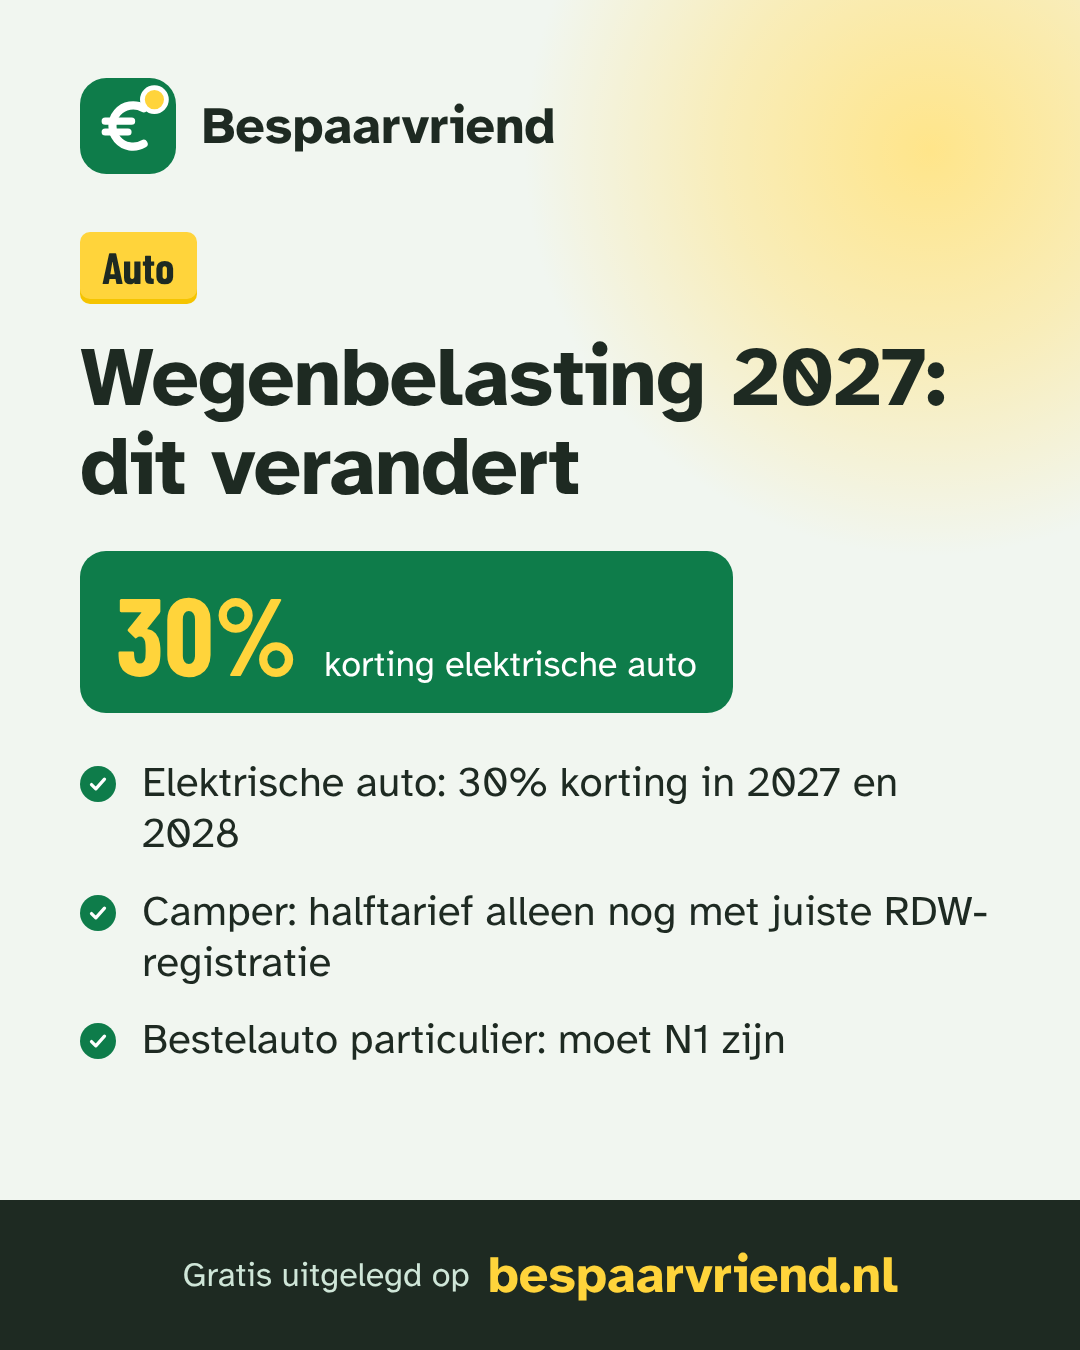 € Bespaarvriend
Auto
Wegenbelasting 2027:
dit verandert
30% korting elektrische auto
Elektrische auto: 30% korting in 2027 en
2028
Camper: halftarief alleen nog met juiste RDW-
registratie
Bestelauto particulier: moet N1 zijn
Gratis uitgelegd op bespaarvriend.nl